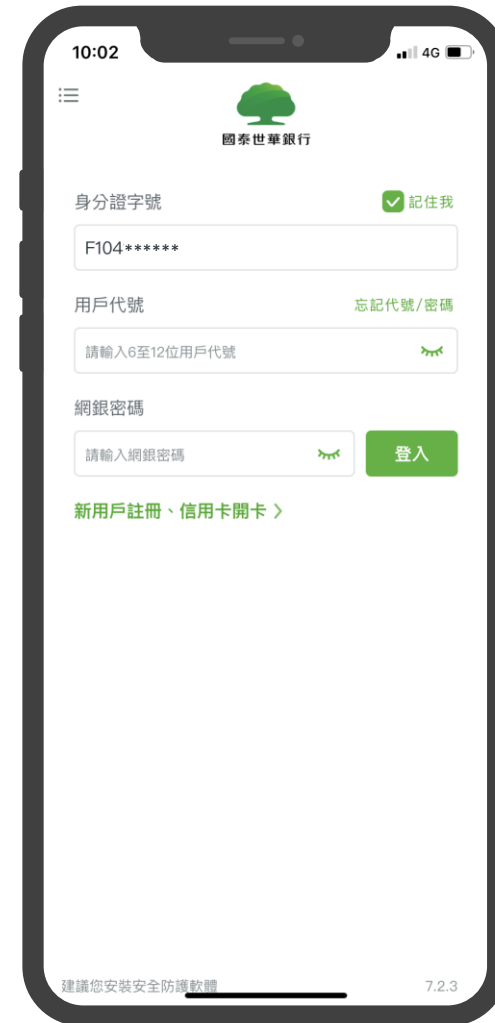 10:02 4G
國泰世華銀行
身分證字號 記住我
F104******
用戶代號 忘記代號/密碼
請輸入6至12位用戶代號
網銀密碼
請輸入網銀密碼 登入
新用戶註冊、信用卡開卡
建議您安裝安全防護軟體 7.2.3